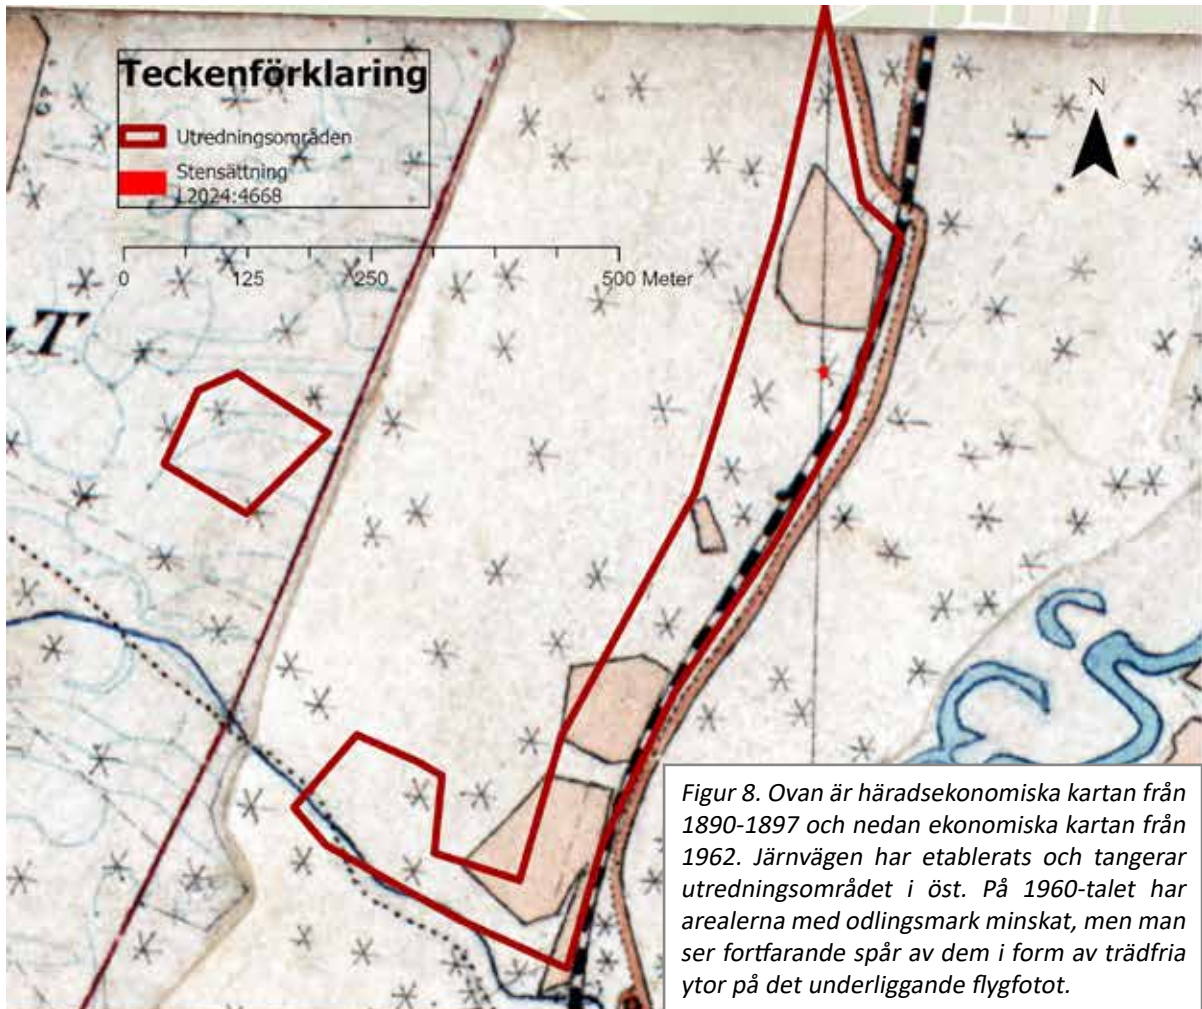 Teckenförklaring
Utredningsområden
Stensättning
L2024:4668
N
0 125 250 500 Meter
T
Figur 8. Ovan är häradsekonomiska kartan från
1890-1897 och nedan ekonomiska kartan från
1962. Järnvägen har etablerats och tangerar
utredningsområdet i öst. På 1960-talet har
arealerna med odlingsmark minskat, men man
ser fortfarande spår av dem i form av trädfria
ytor på det underliggande flygfotot.